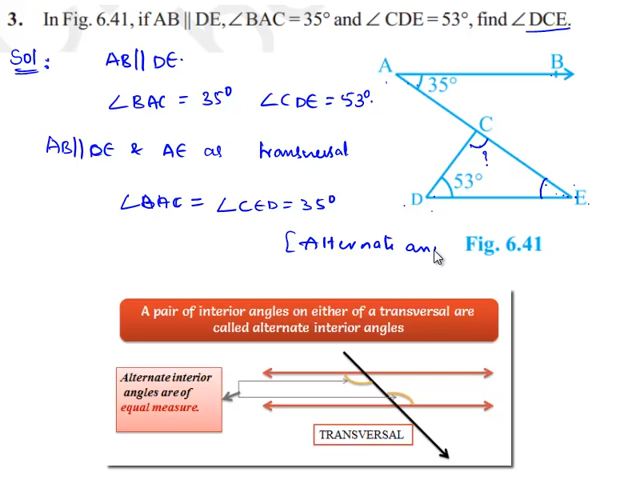 3. In Fig. 6.41, if AB || DE, ∠BAC = 35° and ∠CDE = 53°, find ∠DCE.
Sol :
AB || DE.
∠BAC = 35° ∠CDE = 53°.
AB || DE & AE as transversal
∠BAC = ∠CED = 35°
[Alternate an
A
B
35°
C
?
53°
D
E
Fig. 6.41
A pair of interior angles on either of a transversal are
called alternate interior angles
Alternate interior
angles are of
equal measure.
TRANSVERSAL